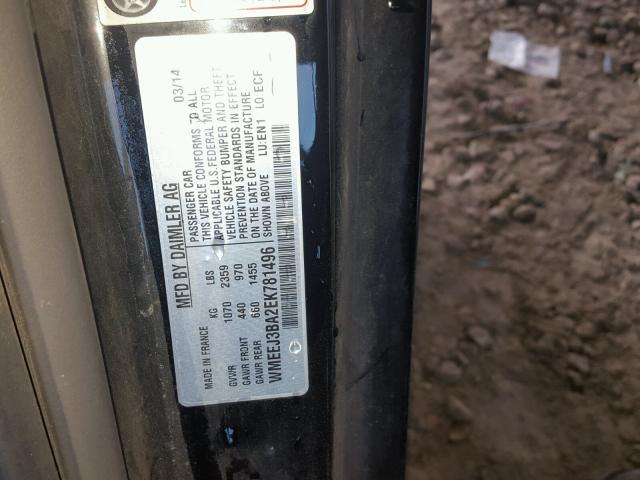 MFD BY DAIMLER AG 03/14
PASSENGER CAR
THIS VEHICLE CONFORMS TO ALL
APPLICABLE U.S. FEDERAL MOTOR
VEHICLE SAFETY BUMPER AND THEFT
PREVENTION STANDARDS IN EFFECT
ON THE DATE OF MANUFACTURE
SHOWN ABOVE LU:EN1 LO:ECF
MADE IN FRANCE KG LBS
GVWR 1070 2359
GAWR FRONT 440 970
GAWR REAR 660 1455
WMEEJ3BA2EK781496